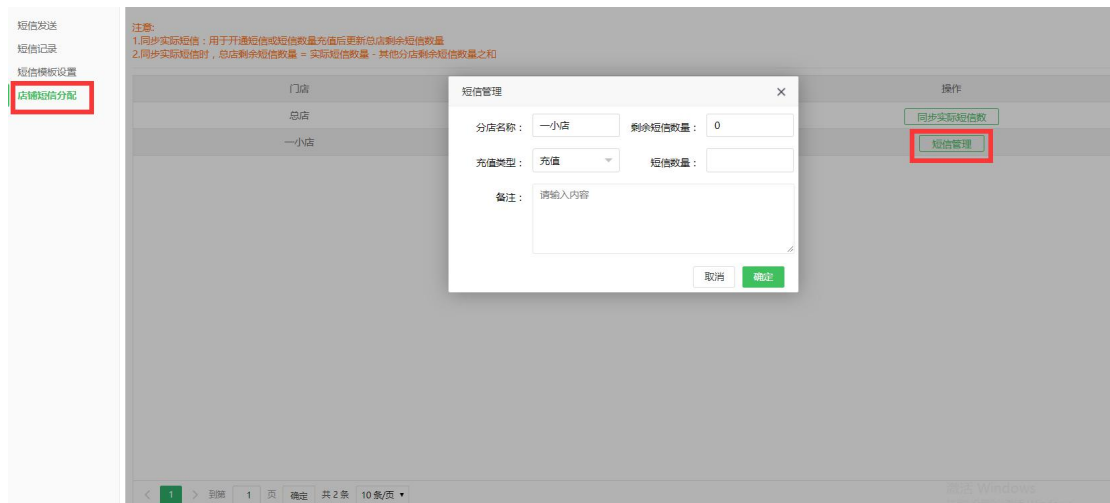 短信发送
短信记录
短信模板设置
店铺短信分配
注意:
1.同步实际短信：用于开通短信或短信数量充值后更新总店剩余短信数量
2.同步实际短信时，总店剩余短信数量 = 实际短信数量 - 其他分店剩余短信数量之和
门店 操作
总店 同步实际短信数
一小店 短信管理
短信管理 ×
分店名称： 一小店 剩余短信数量： 0
充值类型： 充值 短信数量：
备注： 请输入内容
取消 确定
< 1 > 到第 1 页 确定 共 2 条 10 条/页
激活 Windows